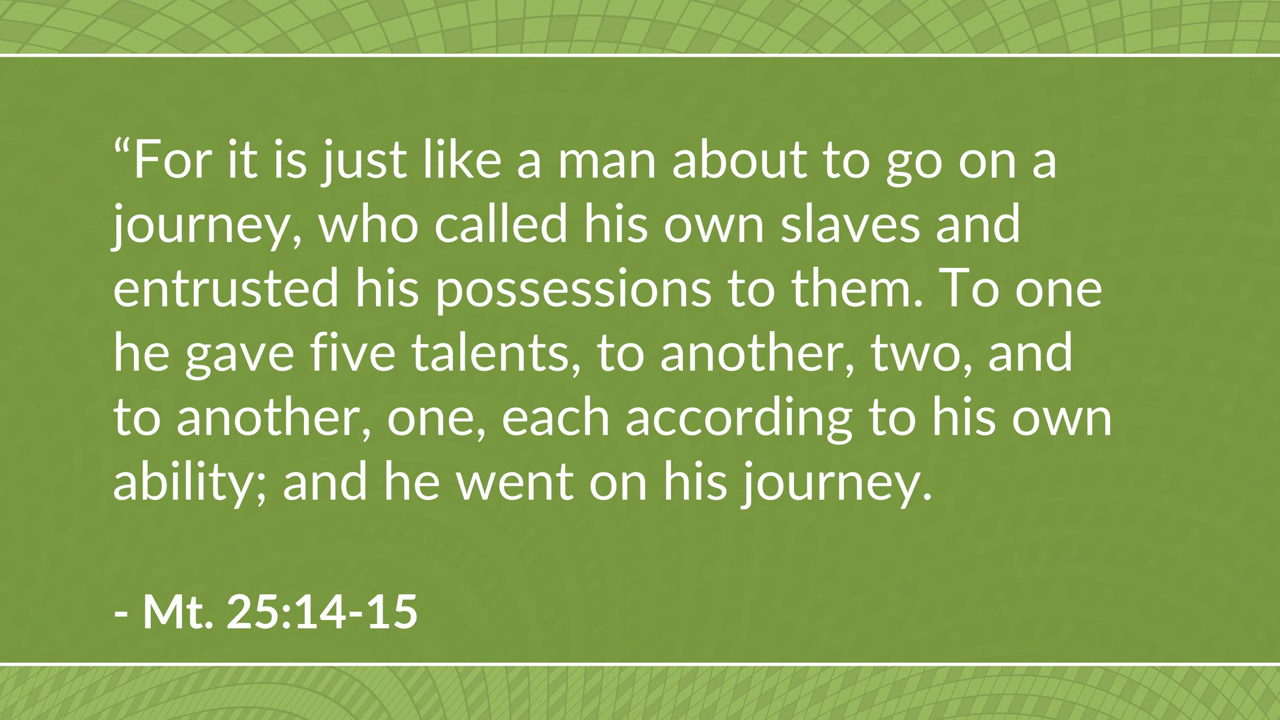 “For it is just like a man about to go on a
journey, who called his own slaves and
entrusted his possessions to them. To one
he gave five talents, to another, two, and
to another, one, each according to his own
ability; and he went on his journey.
- Mt. 25:14-15